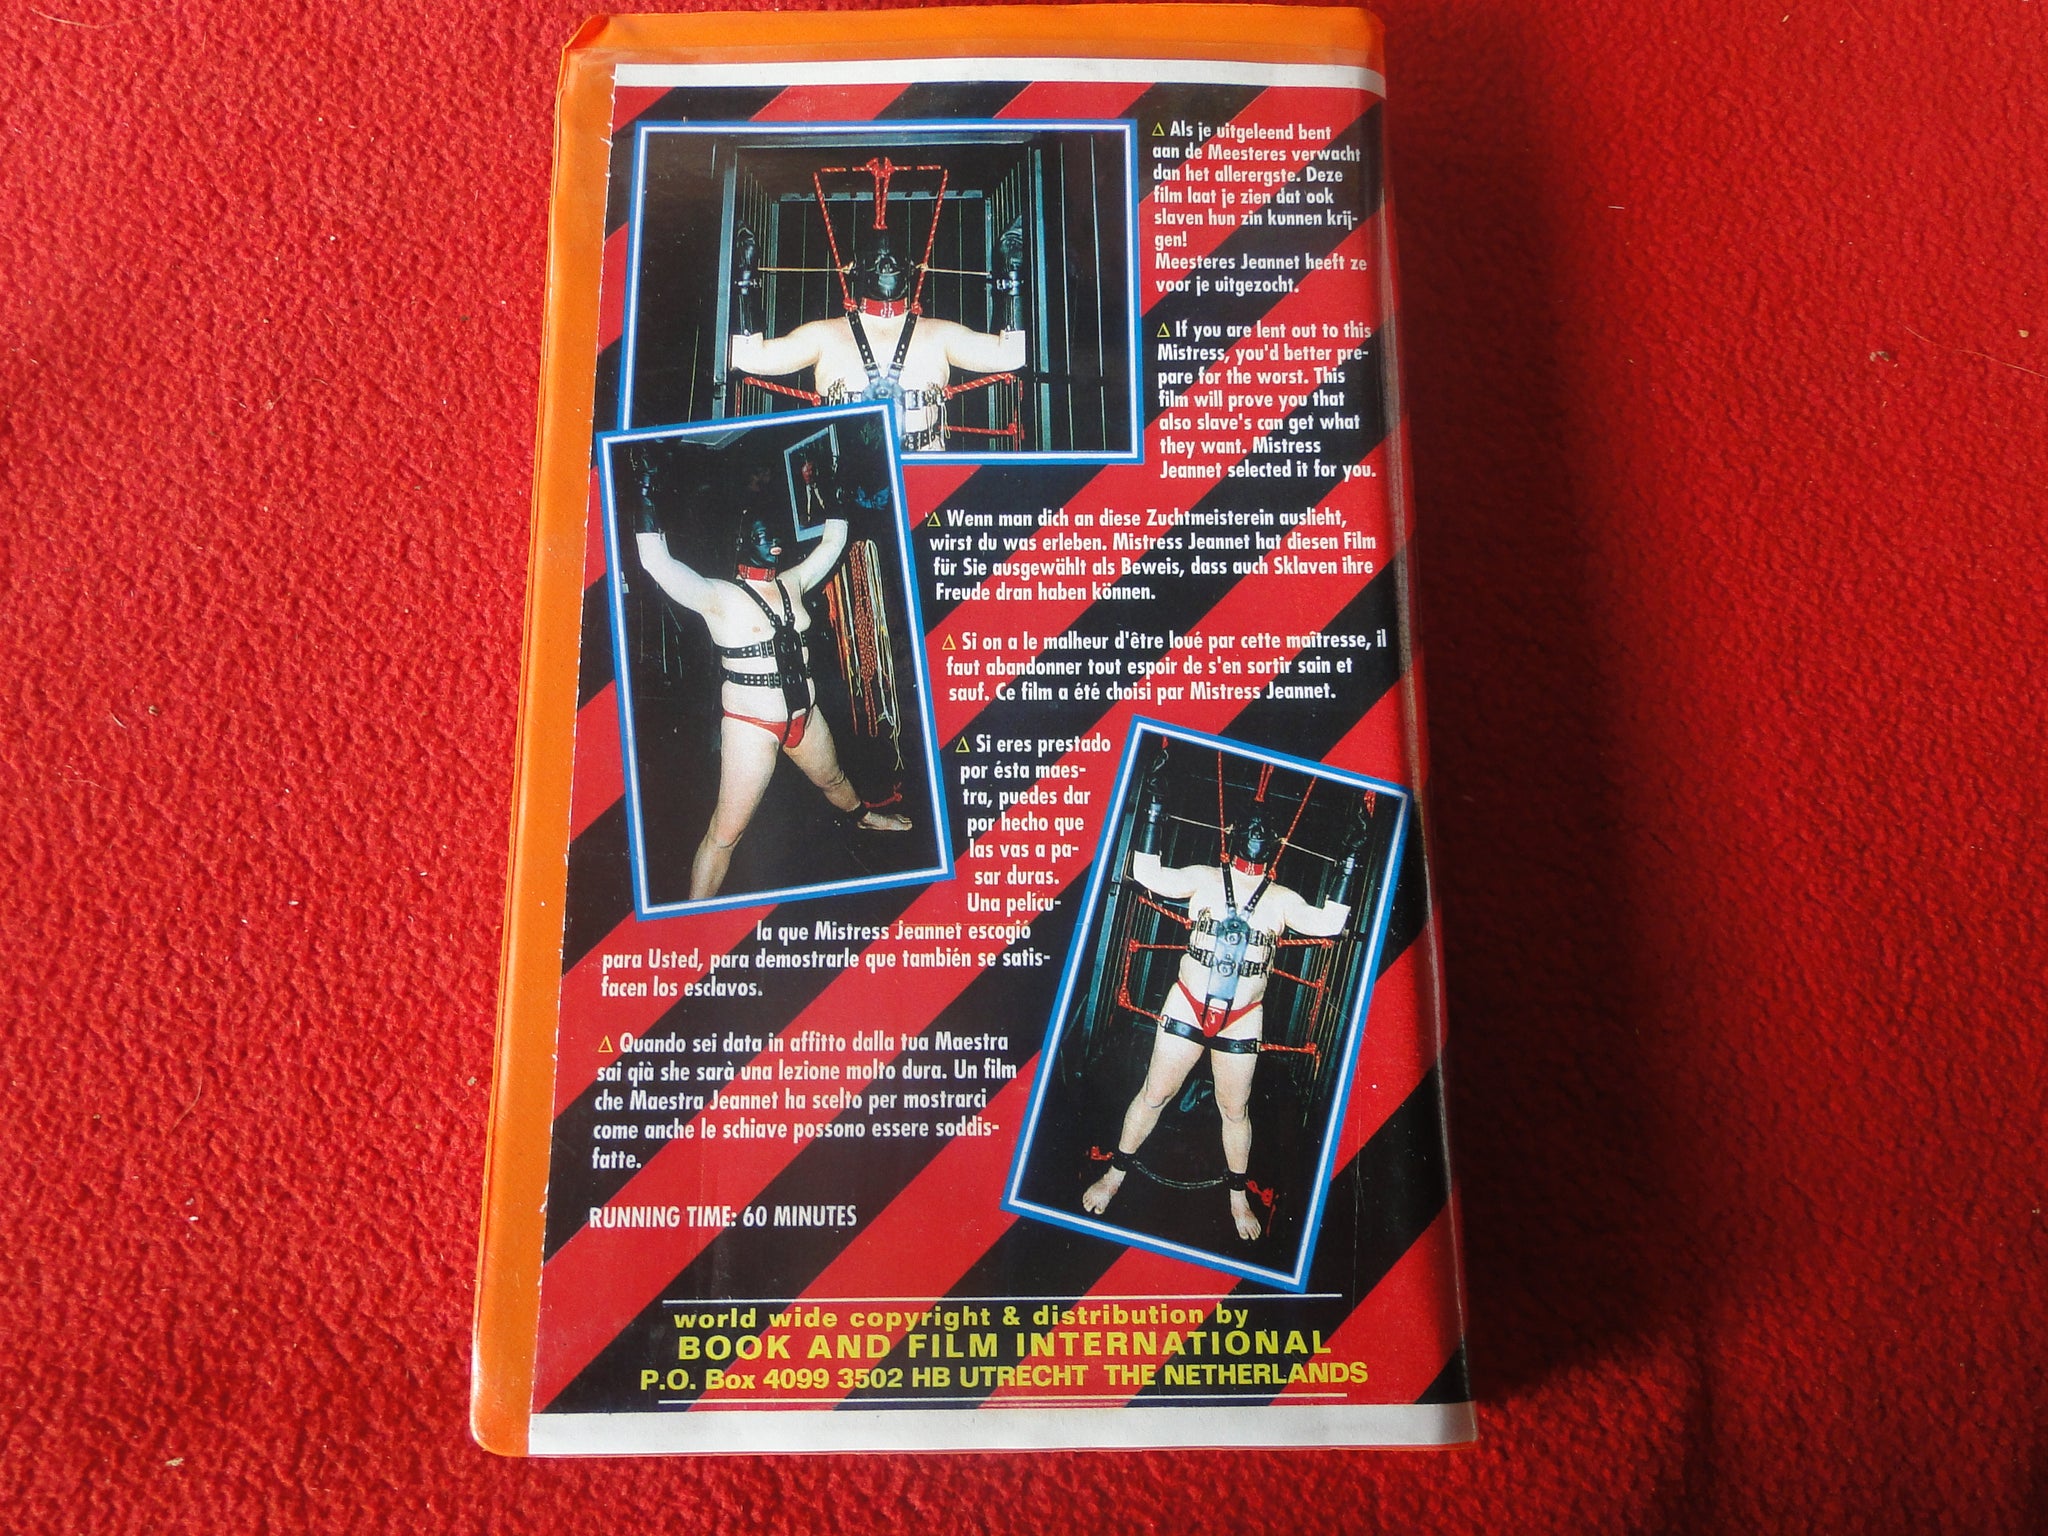 Δ Als je uitgeleend bent
aan de Meesteres verwacht
dan het allerergste. Deze
film laat je zien dat ook
slaven hun zin kunnen krij-
gen!
Meesteres Jeannet heeft ze
voor je uitgezocht.
Δ If you are lent out to this
Mistress, you'd better pre-
pare for the worst. This
film will prove you that
also slave's can get what
they want. Mistress
Jeannet selected it for you.
Δ Wenn man dich an diese Zuchtmeisterein auslieht,
wirst du was erleben. Mistress Jeannet hat diesen Film
für Sie ausgewählt als Beweis, dass auch Sklaven ihre
Freude dran haben können.
Δ Si on a le malheur d'être loué par cette maîtresse, il
faut abandonner tout espoir de s'en sortir sain et
sauf. Ce film a été choisi par Mistress Jeannet.
Δ Si eres prestado
por ésta maes-
tra, puedes dar
por hecho que
las vas a pa-
sar duras.
Una pelícu-
la que Mistress Jeannet escogió
para Usted, para demostrarle que también se satis-
facen los esclavos.
Δ Quando sei data in affitto dalla tua Maestra
sai qià she sarà una lezione molto dura. Un film
che Maestra Jeannet ha scelto per mostrarci
come anche le schiave possono essere soddis-
fatte.
RUNNING TIME: 60 MINUTES
world wide copyright & distribution by
BOOK AND FILM INTERNATIONAL
P.O. Box 4099 3502 HB UTRECHT THE NETHERLANDS